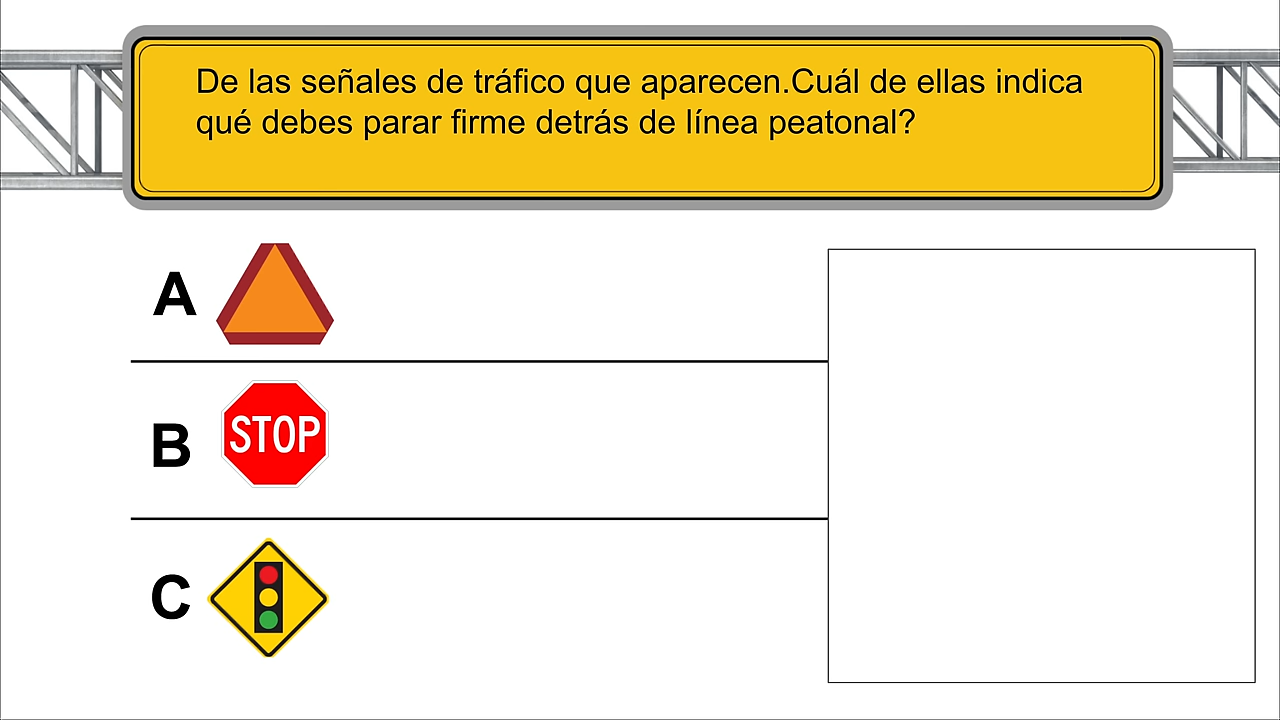 De las señales de tráfico que aparecen.Cuál de ellas indica
qué debes parar firme detrás de línea peatonal?
A
B
STOP
C